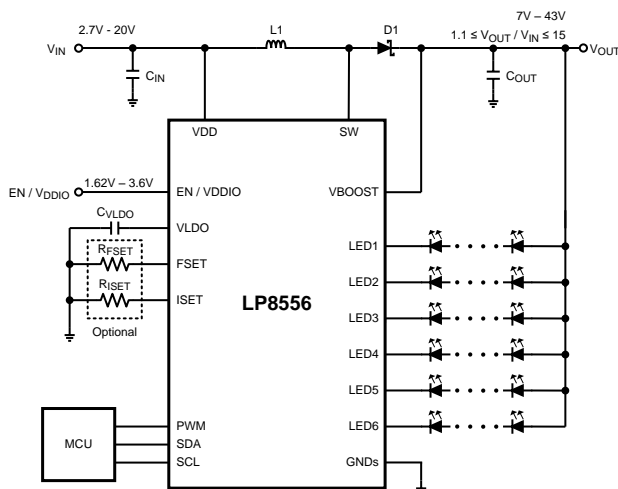 2.7V - 20V
L1
D1
7V – 43V
1.1 ≤ VOUT / VIN ≤ 15
VIN
VOUT
CIN
COUT
VDD
SW
1.62V – 3.6V
EN / VDDIO
EN / VDDIO
VBOOST
CVLDO
VLDO
RFSET
FSET
RISET
ISET
Optional
LP8556
LED1
LED2
LED3
LED4
LED5
LED6
MCU
PWM
SDA
SCL
GNDs